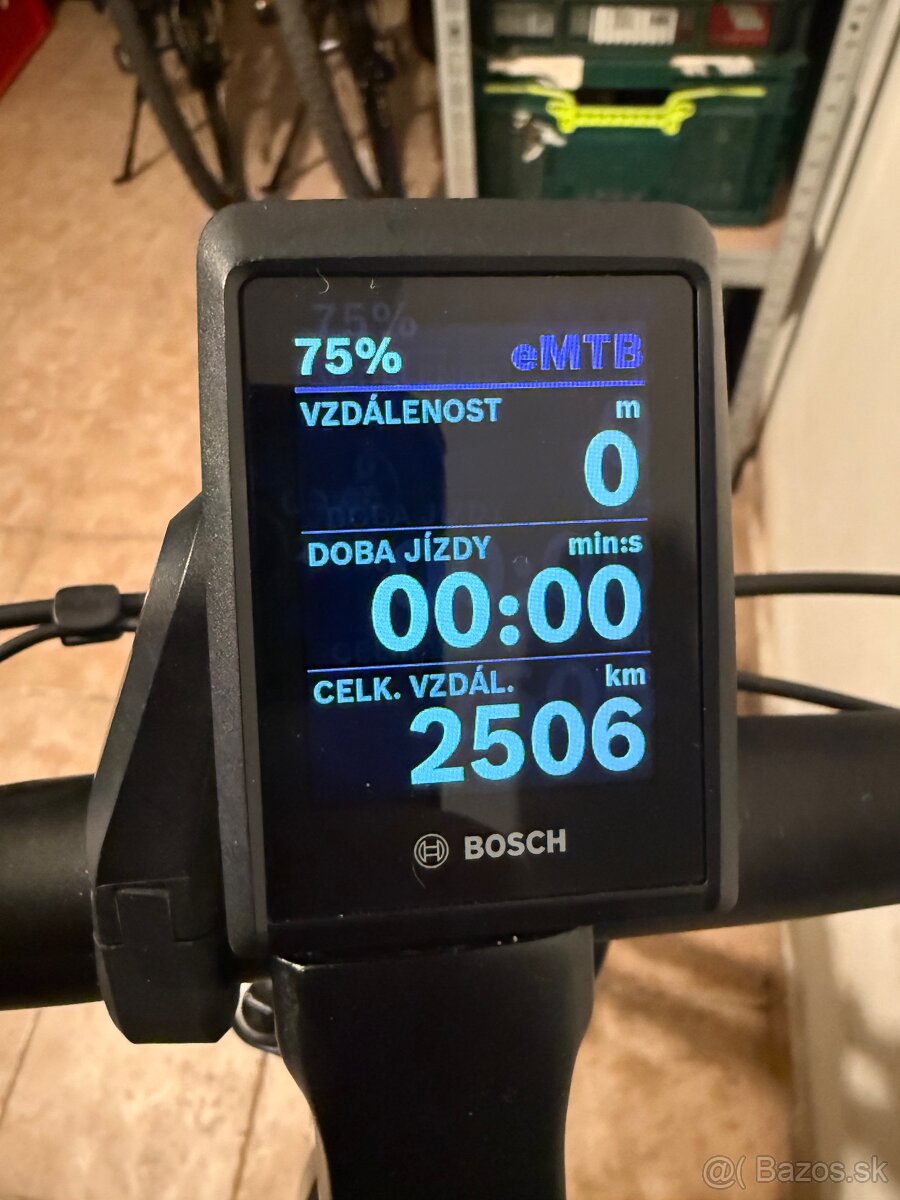 75% eMTB
VZDÁLENOST m
0
DOBA JÍZDY min:s
00:00
CELK. VZDÁL. km
2506
BOSCH
@( Bazos.sk